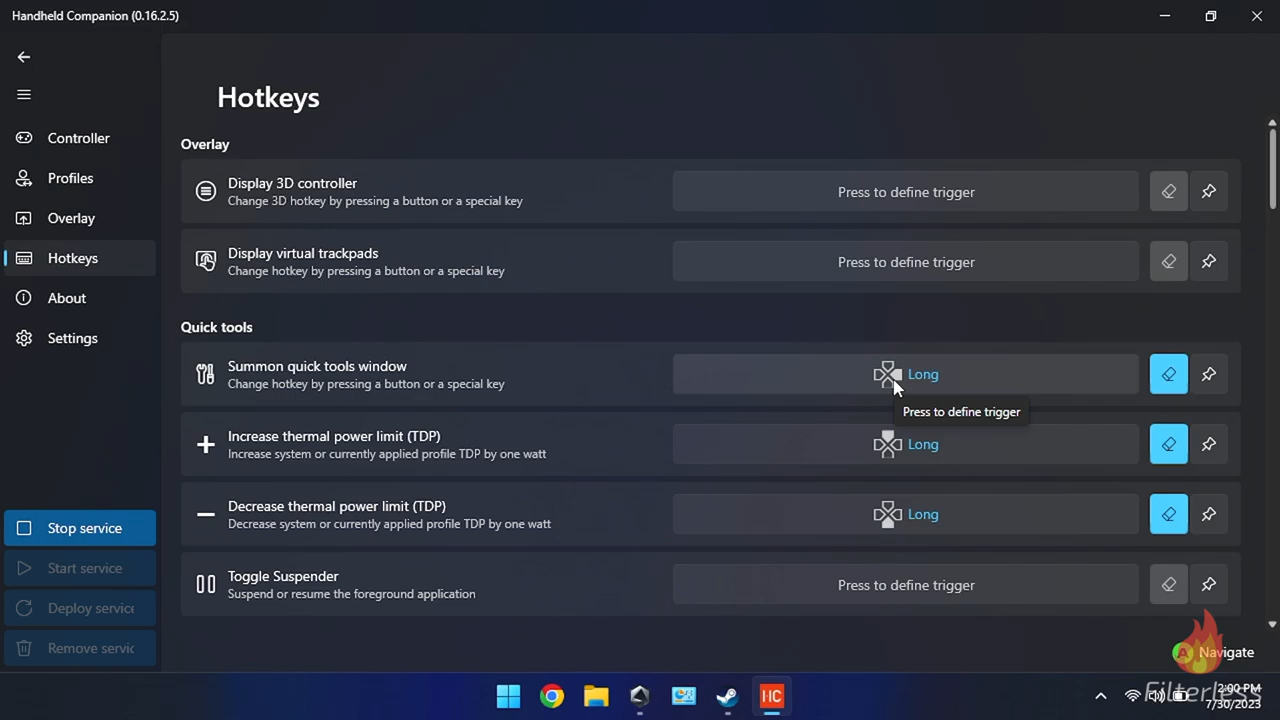 Handheld Companion (0.16.2.5)
Controller
Profiles
Overlay
Hotkeys
About
Settings
Stop service
Start service
Deploy service
Remove servic
Hotkeys
Overlay
Display 3D controller
Change 3D hotkey by pressing a button or a special key
Press to define trigger
Display virtual trackpads
Change hotkey by pressing a button or a special key
Press to define trigger
Quick tools
Summon quick tools window
Change hotkey by pressing a button or a special key
Long
Press to define trigger
Increase thermal power limit (TDP)
Increase system or currently applied profile TDP by one watt
Long
Decrease thermal power limit (TDP)
Decrease system or currently applied profile TDP by one watt
Long
Toggle Suspender
Suspend or resume the foreground application
Press to define trigger
A Navigate
HC
Filterless
2:00 PM
7/30/2023